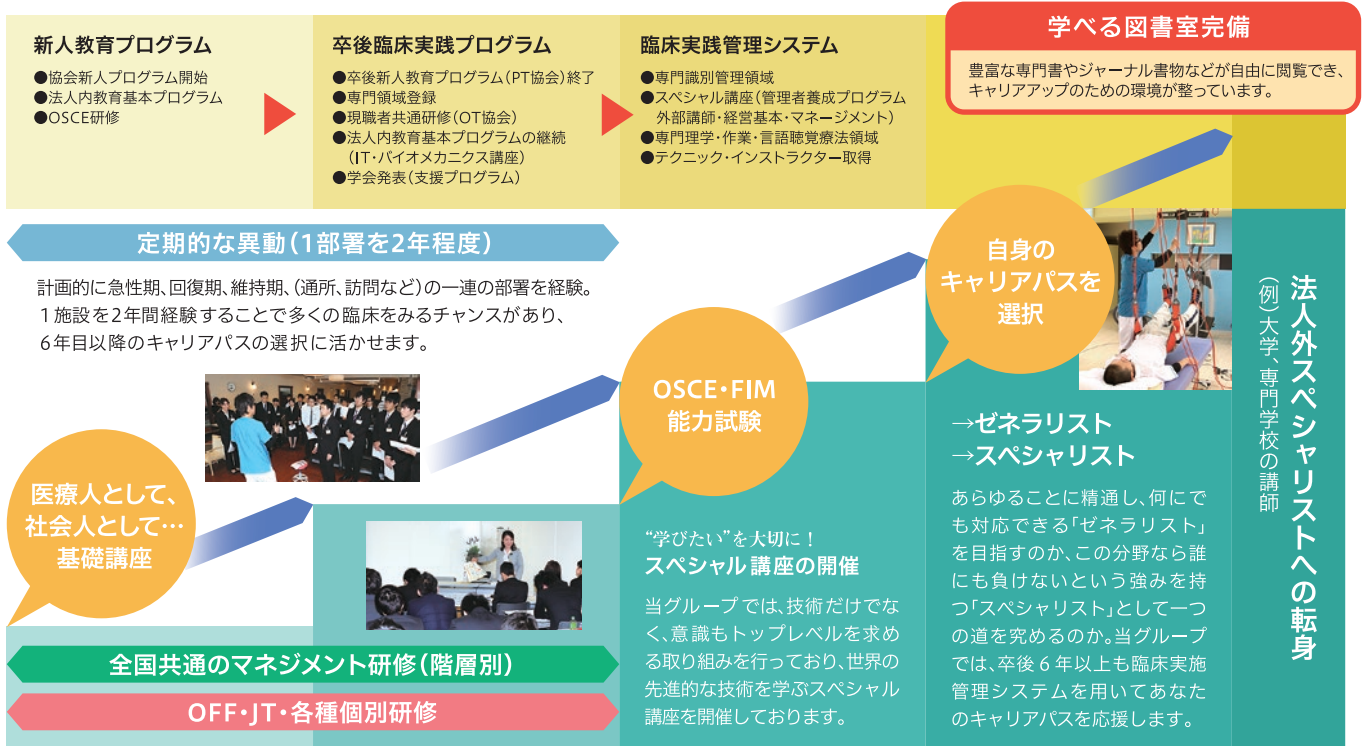 新人教育プログラム
●協会新人プログラム開始
●法人内教育基本プログラム
●OSCE研修
卒後臨床実践プログラム
●卒後新人教育プログラム(PT協会)終了
●専門領域登録
●現職者共通研修(OT協会)
●法人内教育基本プログラムの継続
(IT・バイオメカニクス講座)
●学会発表(支援プログラム)
臨床実践管理システム
●専門識別管理領域
●スペシャル講座(管理者養成プログラム
外部講師・経営基本・マネージメント)
●専門理学・作業・言語聴覚療法領域
●テクニック・インストラクター取得
学べる図書室完備
豊富な専門書やジャーナル書物などが自由に閲覧でき、
キャリアアップのための環境が整っています。
定期的な異動(1部署を2年程度)
計画的に急性期、回復期、維持期、(通所、訪問など)の一連の部署を経験。
1施設を2年間経験することで多くの臨床をみるチャンスがあり、
6年目以降のキャリアパスの選択に活かせます。
医療人として、
社会人として…
基礎講座
OSCE・FIM
能力試験
自身の
キャリアパスを
選択
全国共通のマネジメント研修(階層別)
OFF・JT・各種個別研修
“学びたい”を大切に!
スペシャル講座の開催
当グループでは、技術だけでな
く、意識もトップレベルを求め
る取り組みを行っており、世界の
先進的な技術を学ぶスペシャル
講座を開催しております。
→ゼネラリスト
→スペシャリスト
あらゆることに精通し、何にで
も対応できる「ゼネラリスト」
を目指すのか、この分野なら誰
にも負けないという強みを持
つ「スペシャリスト」として一つ
の道を究めるのか。当グループ
では、卒後6年以上も臨床実施
管理システムを用いてあなた
のキャリアパスを応援します。
法人外スペシャリストへの転身
(例)大学、専門学校の講師